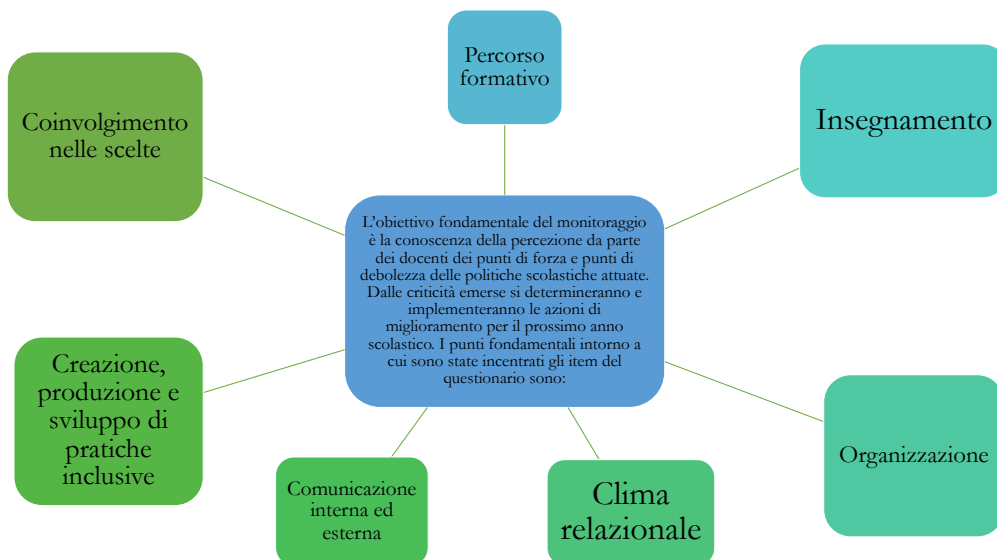 Percorso
formativo
Coinvolgimento
nelle scelte
Insegnamento
L'obiettivo fondamentale del monitoraggio
è la conoscenza della percezione da parte
dei docenti dei punti di forza e punti di
debolezza delle politiche scolastiche attuate.
Dalle criticità emerse si determineranno e
implementeranno le azioni di
miglioramento per il prossimo anno
scolastico. I punti fondamentali intorno a
cui sono state incentrati gli item del
questionario sono:
Creazione,
produzione e
sviluppo di
pratiche
inclusive
Organizzazione
Comunicazione
interna ed
esterna
Clima
relazionale